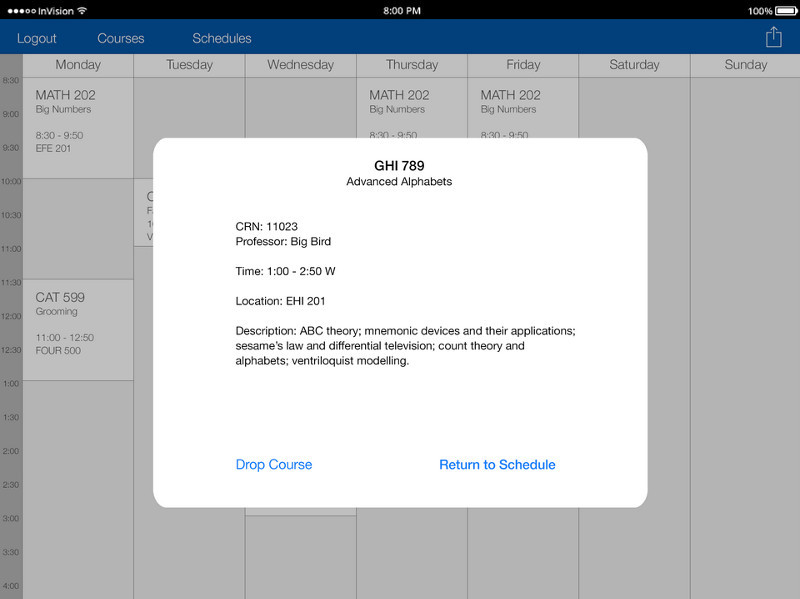 InVision 8:00 PM 100%
Logout Courses Schedules
Monday Tuesday Wednesday Thursday Friday Saturday Sunday
8:30
9:00
9:30
10:00
10:30
11:00
11:30
12:00
12:30
1:00
1:30
2:00
2:30
3:00
3:30
4:00
MATH 202
Big Numbers
8:30 - 9:50
EFE 201
CAT 599
Grooming
11:00 - 12:50
FOUR 500
MATH 202
Big Numbers
8:30 - 9:50
MATH 202
Big Numbers
8:30 - 9:50
GHI 789
Advanced Alphabets
CRN: 11023
Professor: Big Bird
Time: 1:00 - 2:50 W
Location: EHI 201
Description: ABC theory; mnemonic devices and their applications;
sesame's law and differential television; count theory and
alphabets; ventriloquist modelling.
Drop Course Return to Schedule